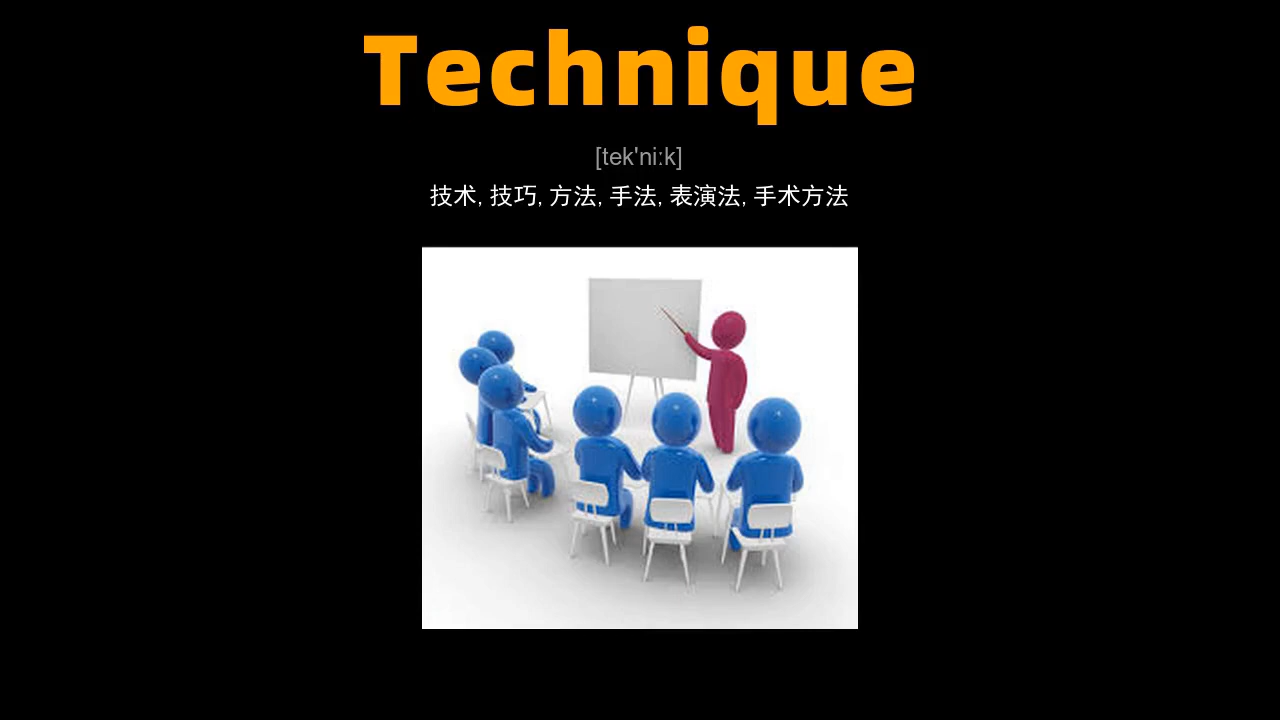 Technique
[tek'ni:k]
技术, 技巧, 方法, 手法, 表演法, 手术方法